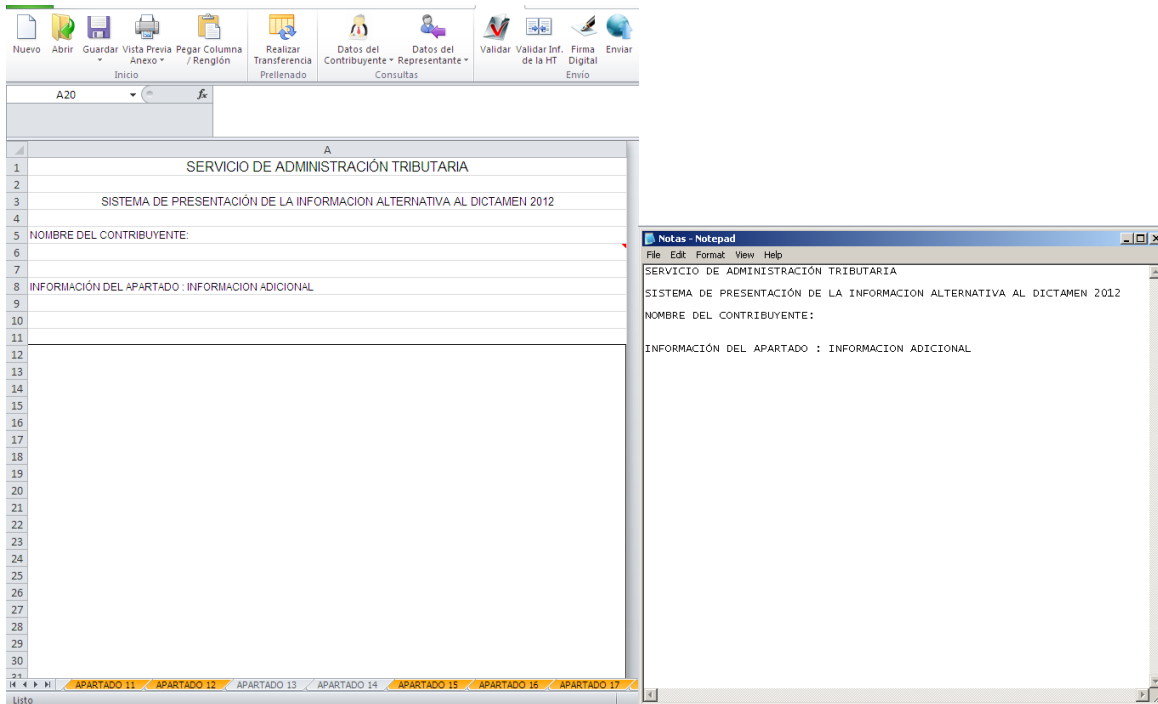 Nuevo Abrir Guardar Vista Previa Anexo Pegar Columna / Renglón Realizar Transferencia Datos del Contribuyente Datos del Representante Validar Validar Inf. de la HT Firma Digital Enviar
Inicio Prellenado Consultas Envío
A20 fx
A
1 SERVICIO DE ADMINISTRACIÓN TRIBUTARIA
2
3 SISTEMA DE PRESENTACIÓN DE LA INFORMACION ALTERNATIVA AL DICTAMEN 2012
4
5 NOMBRE DEL CONTRIBUYENTE:
6
7
8 INFORMACIÓN DEL APARTADO : INFORMACION ADICIONAL
9
10
11
12
13
14
15
16
17
18
19
20
21
22
23
24
25
26
27
28
29
30
31
APARTADO 11 APARTADO 12 APARTADO 13 APARTADO 14 APARTADO 15 APARTADO 16 APARTADO 17
Listo
Notas - Notepad
File Edit Format View Help
SERVICIO DE ADMINISTRACIÓN TRIBUTARIA
SISTEMA DE PRESENTACIÓN DE LA INFORMACION ALTERNATIVA AL DICTAMEN 2012
NOMBRE DEL CONTRIBUYENTE:
INFORMACIÓN DEL APARTADO : INFORMACION ADICIONAL